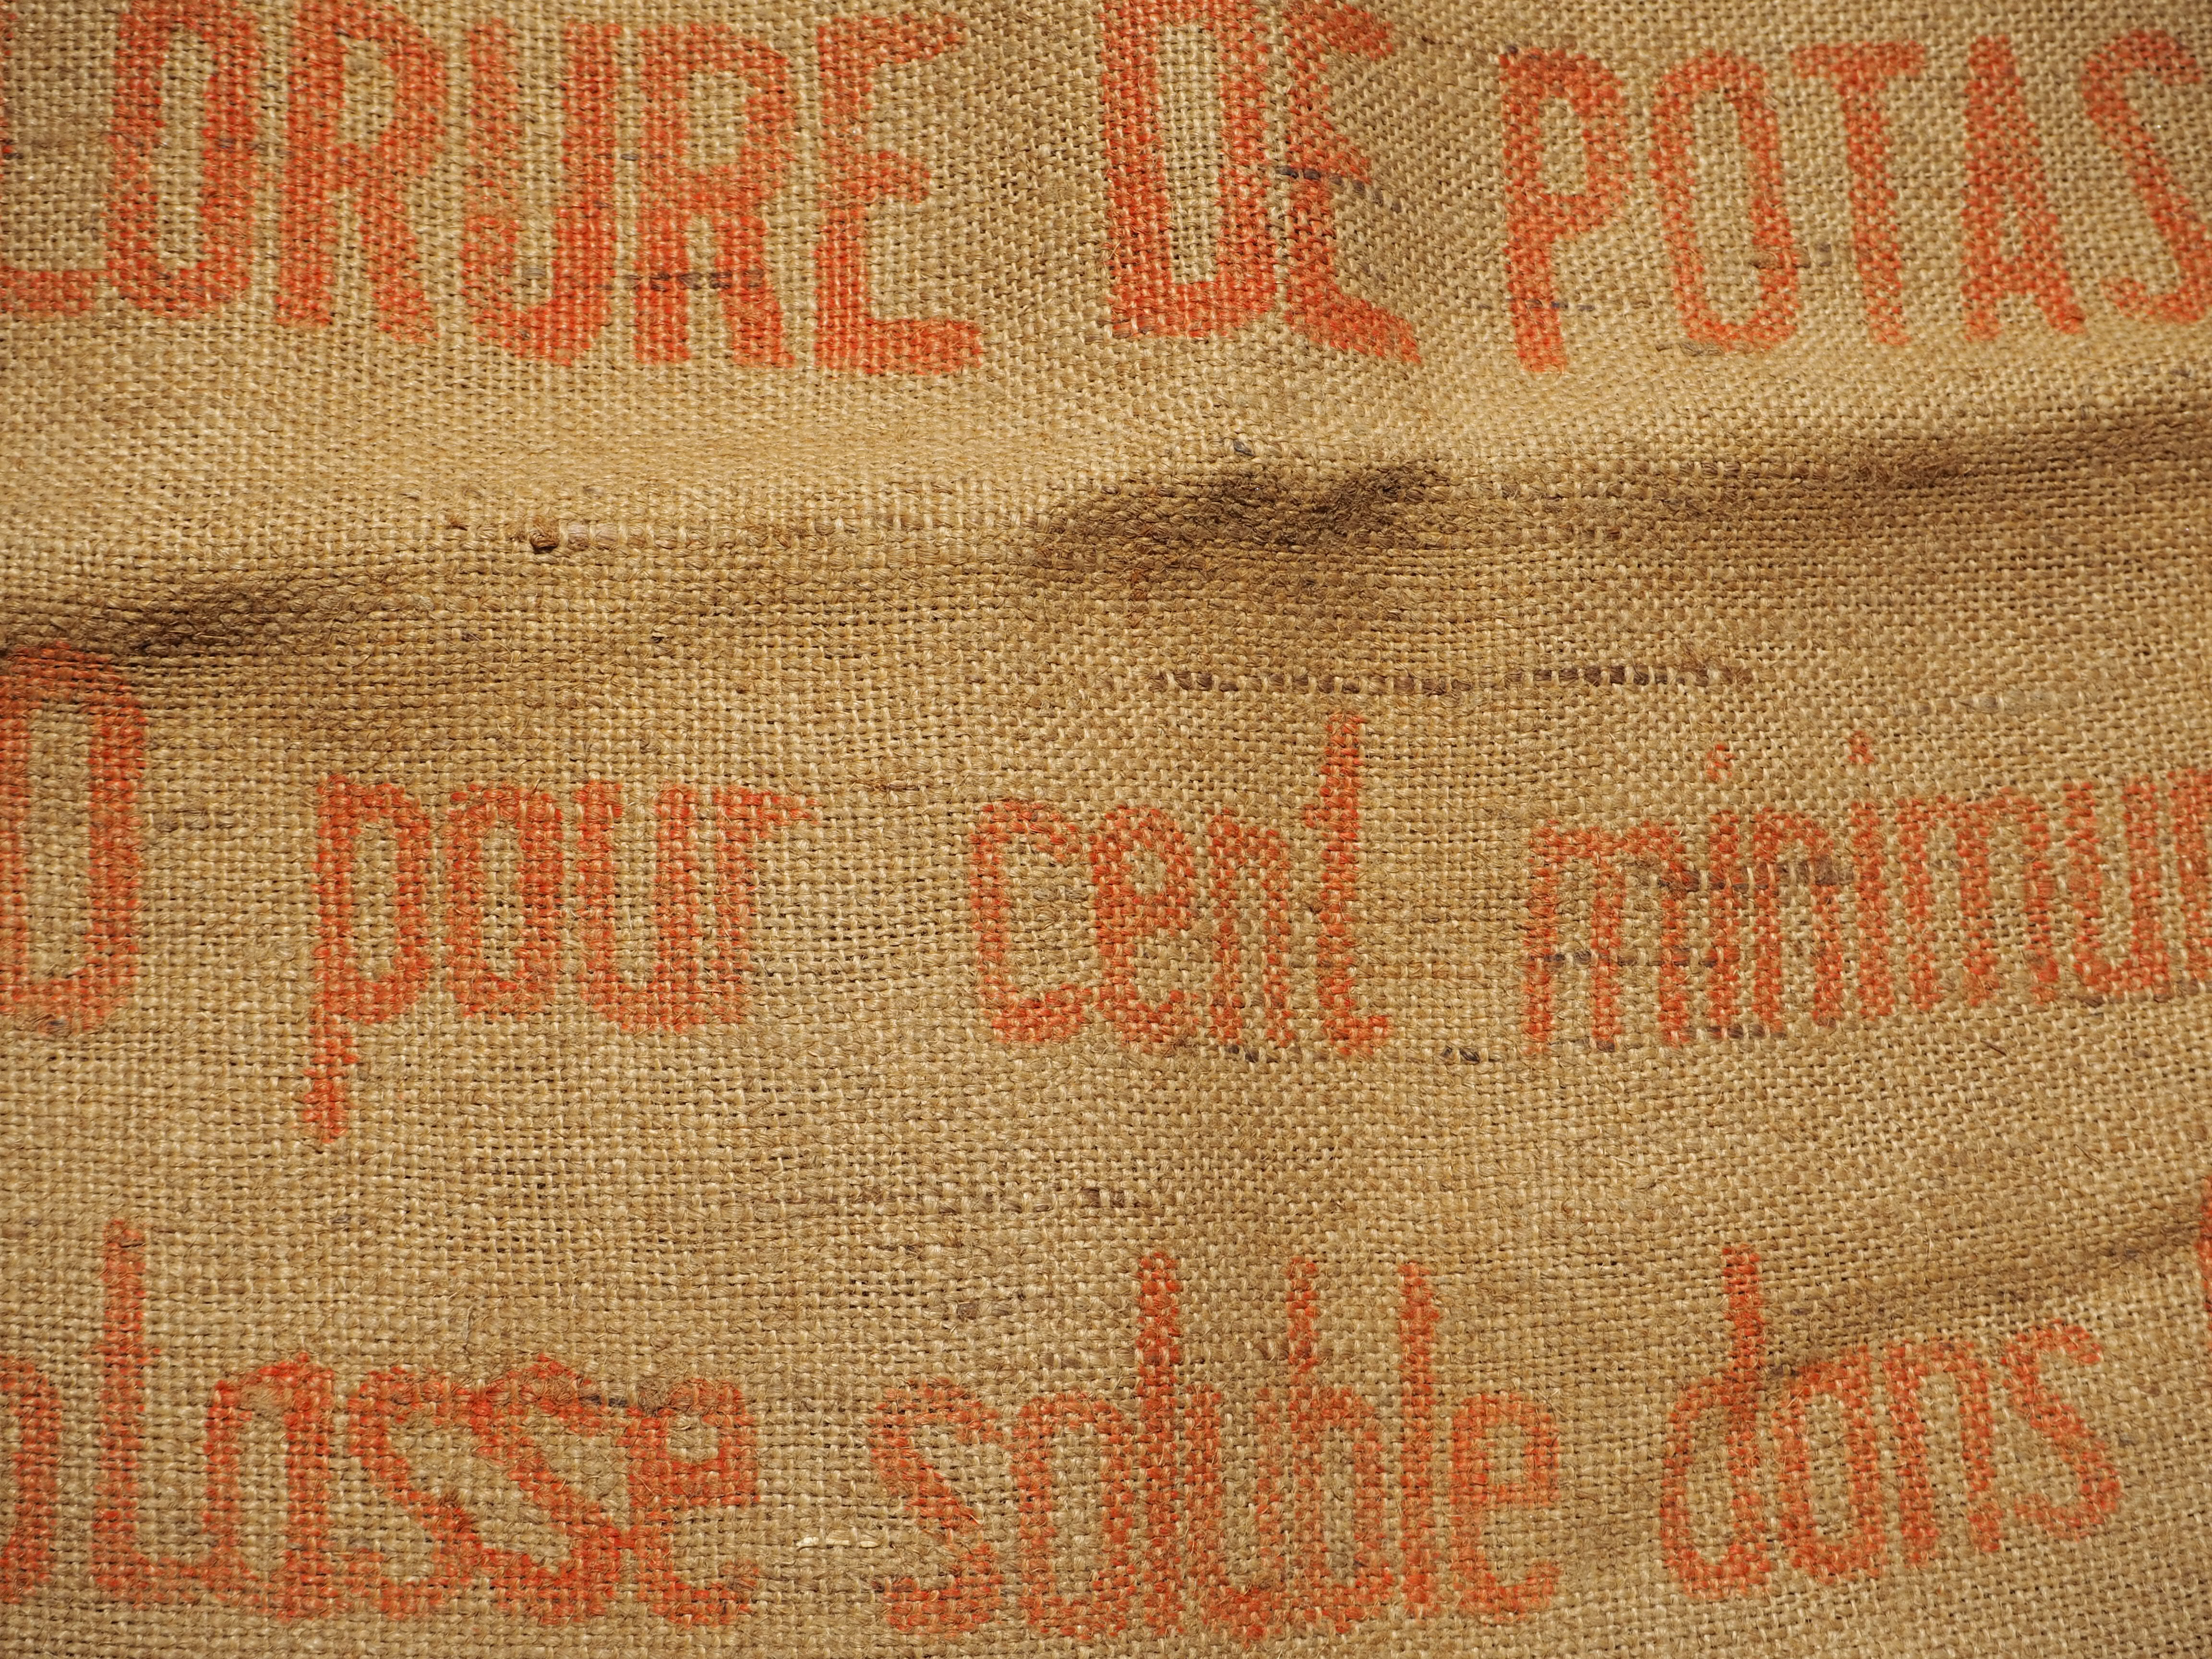 LORURE DE POTAS
0 pour cent minimu
otasse soluble dans